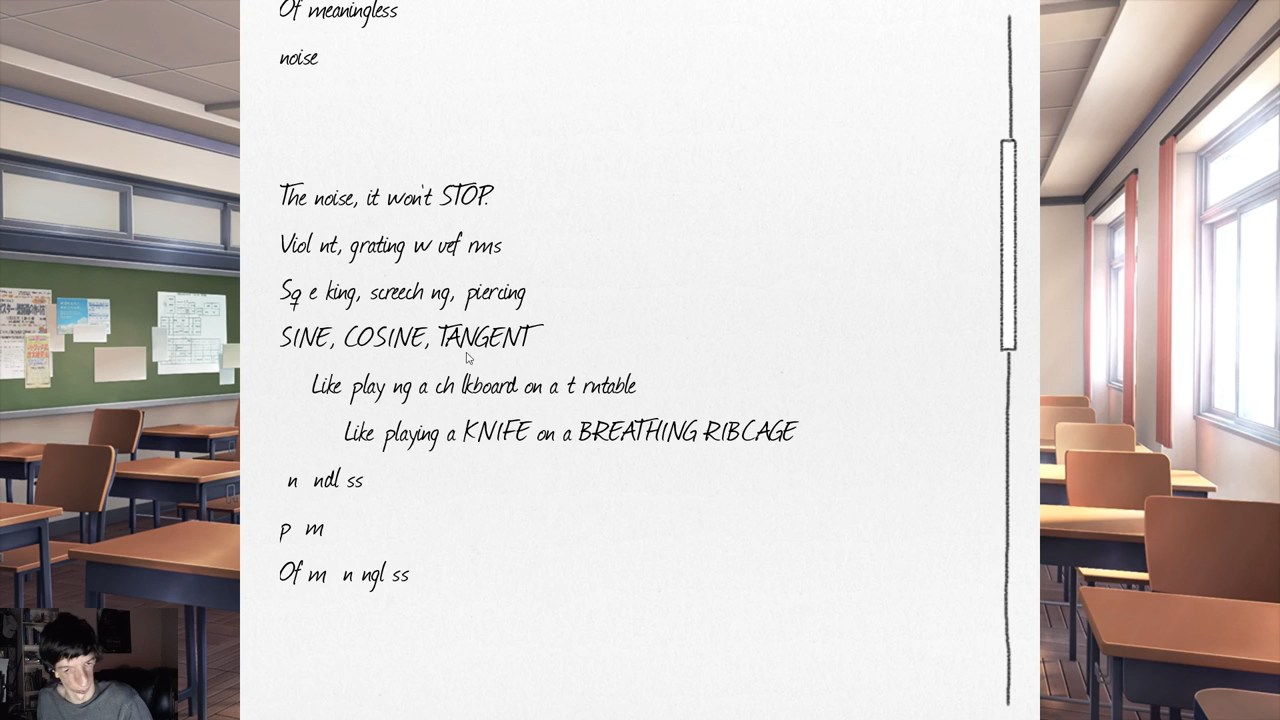 Of meaningless
noise
The noise, it won't STOP.
Viol nt, grating w vef rms
Sq e king, screech ng, piercing
SINE, COSINE, TANGENT
Like play ng a ch lkboard on a t rntable
Like playing a KNIFE on a BREATHING RIBCAGE
n ndl ss
p m
Of m n ngl ss